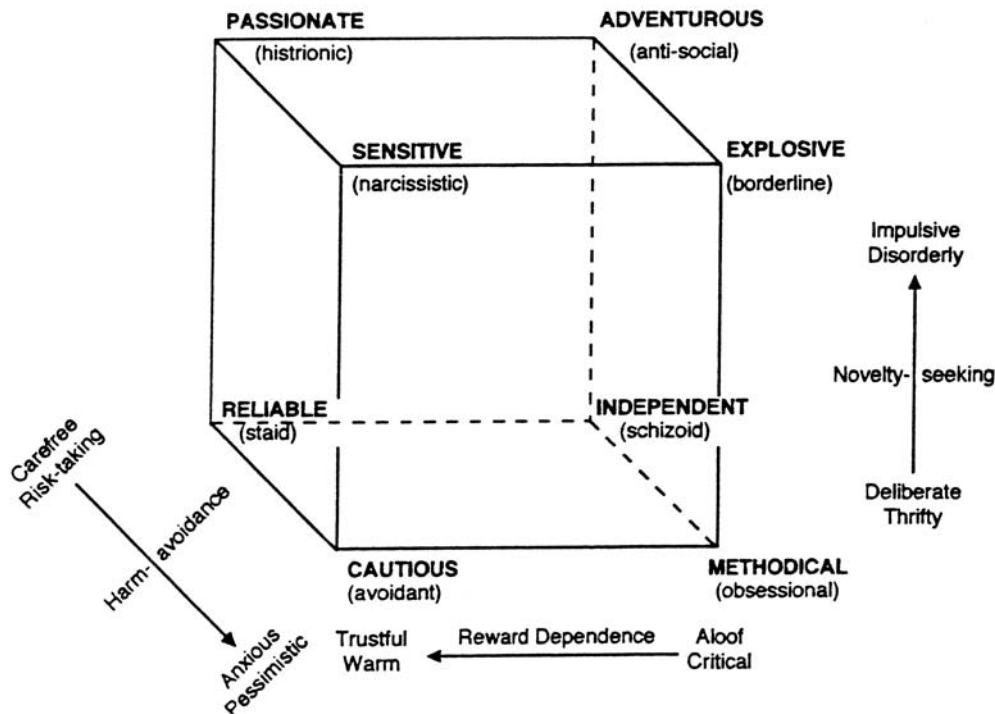 PASSIONATE
(histrionic)
ADVENTUROUS
(anti-social)
SENSITIVE
(narcissistic)
EXPLOSIVE
(borderline)
Impulsive
Disorderly
Novelty-seeking
Deliberate
Thrifty
RELIABLE
(staid)
INDEPENDENT
(schizoid)
Carefree
Risk-taking
Harm-avoidance
Anxious
Pessimistic
CAUTIOUS
(avoidant)
METHODICAL
(obsessional)
Trustful
Warm
Reward Dependence
Aloof
Critical